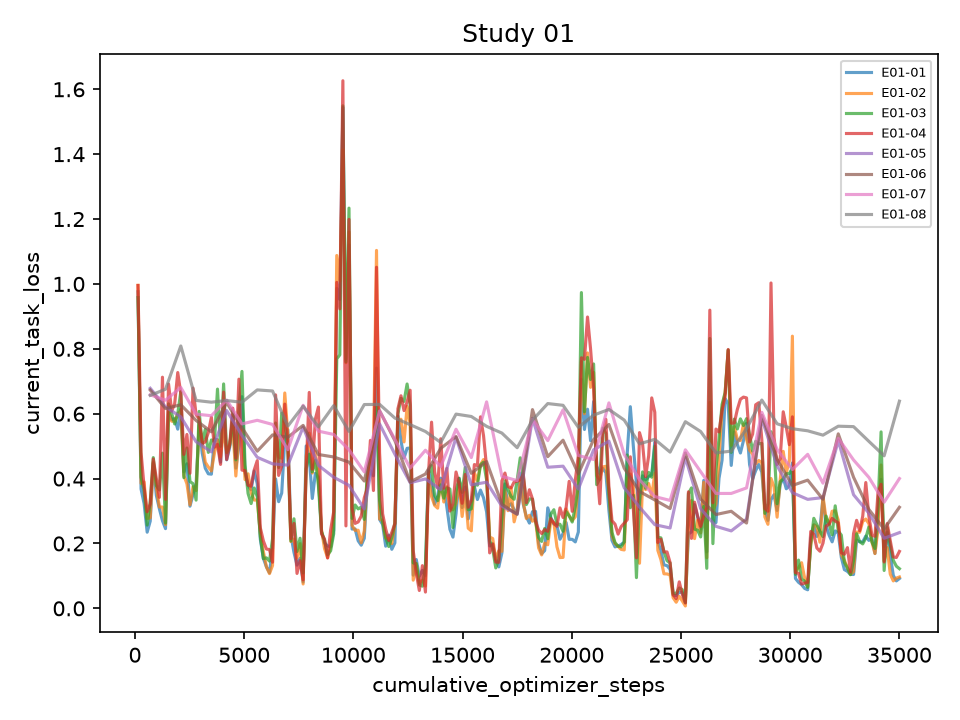 Study 01
current_task_loss
1.6
1.4
1.2
1.0
0.8
0.6
0.4
0.2
0.0
E01-01
E01-02
E01-03
E01-04
E01-05
E01-06
E01-07
E01-08
0 5000 10000 15000 20000 25000 30000 35000
cumulative_optimizer_steps